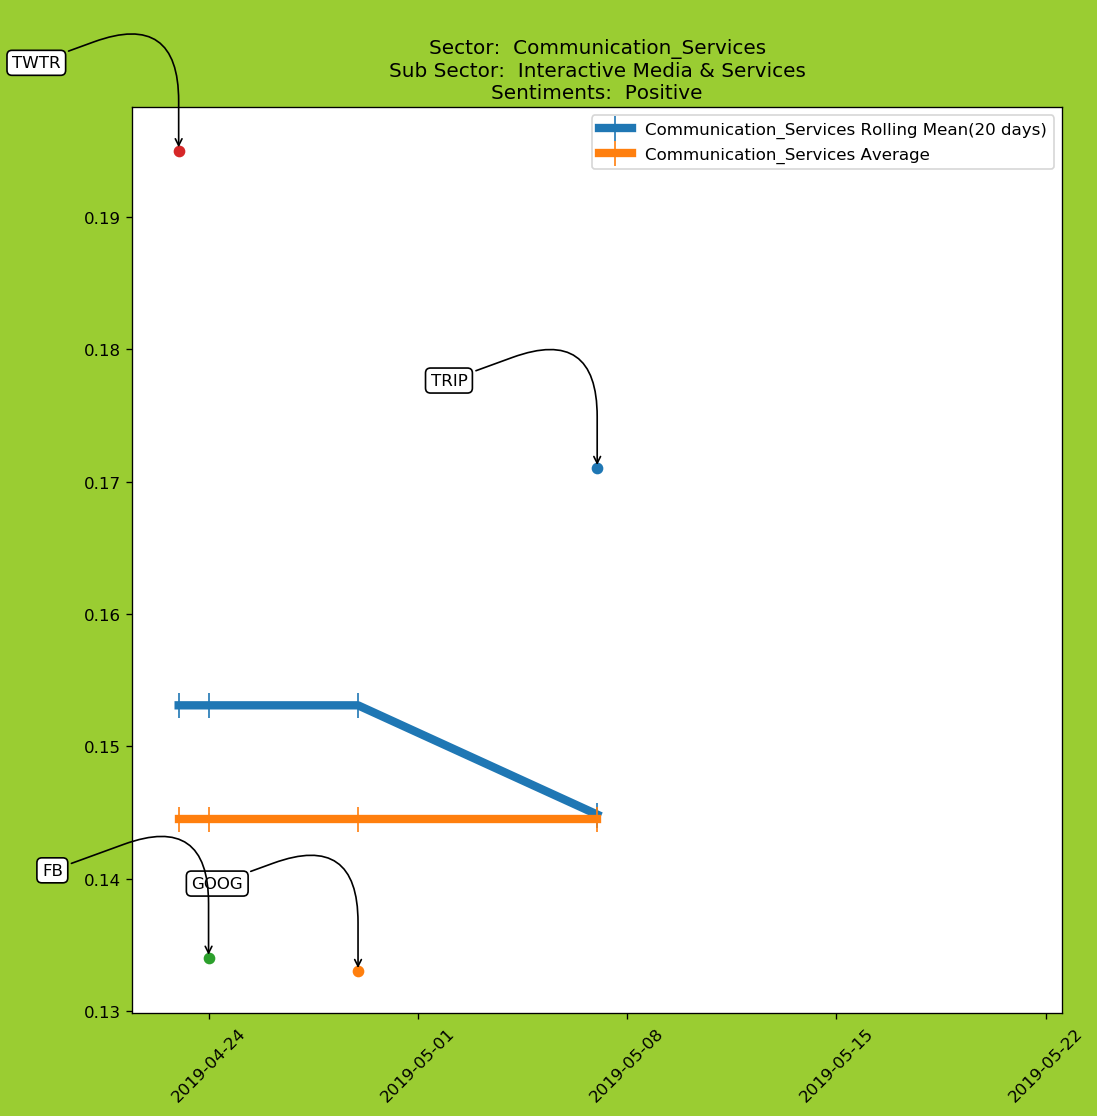 TWTR
Sector:  Communication_Services
Sub Sector:  Interactive Media & Services
Sentiments:  Positive
Communication_Services Rolling Mean(20 days)
Communication_Services Average
0.19
0.18
TRIP
0.17
0.16
0.15
FB
GOOG
0.14
0.13
2019-04-24
2019-05-01
2019-05-08
2019-05-15
2019-05-22